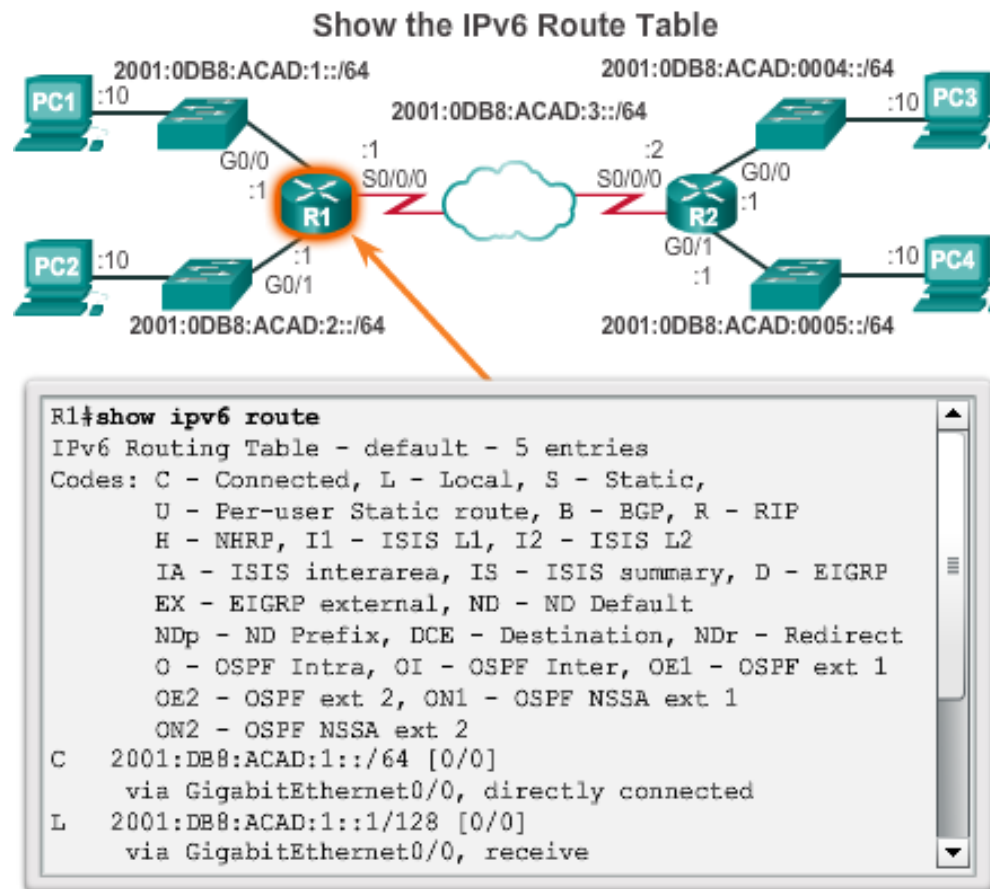 Show the IPv6 Route Table
2001:0DB8:ACAD:1::/64
2001:0DB8:ACAD:0004::/64
PC1
:10
2001:0DB8:ACAD:3::/64
:10
PC3
G0/0
:1
:1
S0/0/0
R1
:2
S0/0/0
G0/0
:1
R2
PC2
:10
:1
G0/1
G0/1
:1
:10
PC4
2001:0DB8:ACAD:2::/64
2001:0DB8:ACAD:0005::/64
R1#show ipv6 route
IPv6 Routing Table - default - 5 entries
Codes: C - Connected, L - Local, S - Static,
U - Per-user Static route, B - BGP, R - RIP
H - NHRP, I1 - ISIS L1, I2 - ISIS L2
IA - ISIS interarea, IS - ISIS summary, D - EIGRP
EX - EIGRP external, ND - ND Default
NDp - ND Prefix, DCE - Destination, NDr - Redirect
O - OSPF Intra, OI - OSPF Inter, OE1 - OSPF ext 1
OE2 - OSPF ext 2, ON1 - OSPF NSSA ext 1
ON2 - OSPF NSSA ext 2
C 2001:DB8:ACAD:1::/64 [0/0]
via GigabitEthernet0/0, directly connected
L 2001:DB8:ACAD:1::1/128 [0/0]
via GigabitEthernet0/0, receive